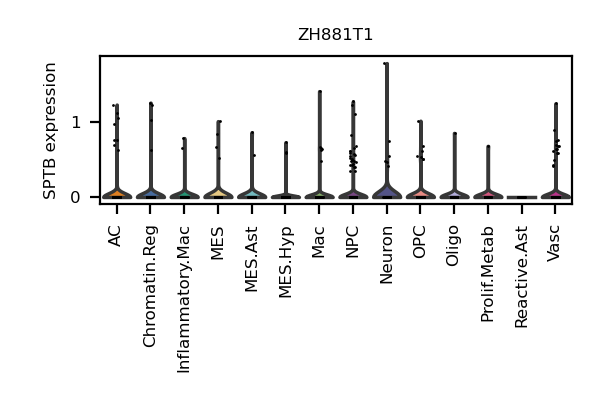 ZH881T1
SPTB expression
1
0
AC
Chromatin.Reg
Inflammatory.Mac
MES
MES.Ast
MES.Hyp
Mac
NPC
Neuron
OPC
Oligo
Prolif.Metab
Reactive.Ast
Vasc